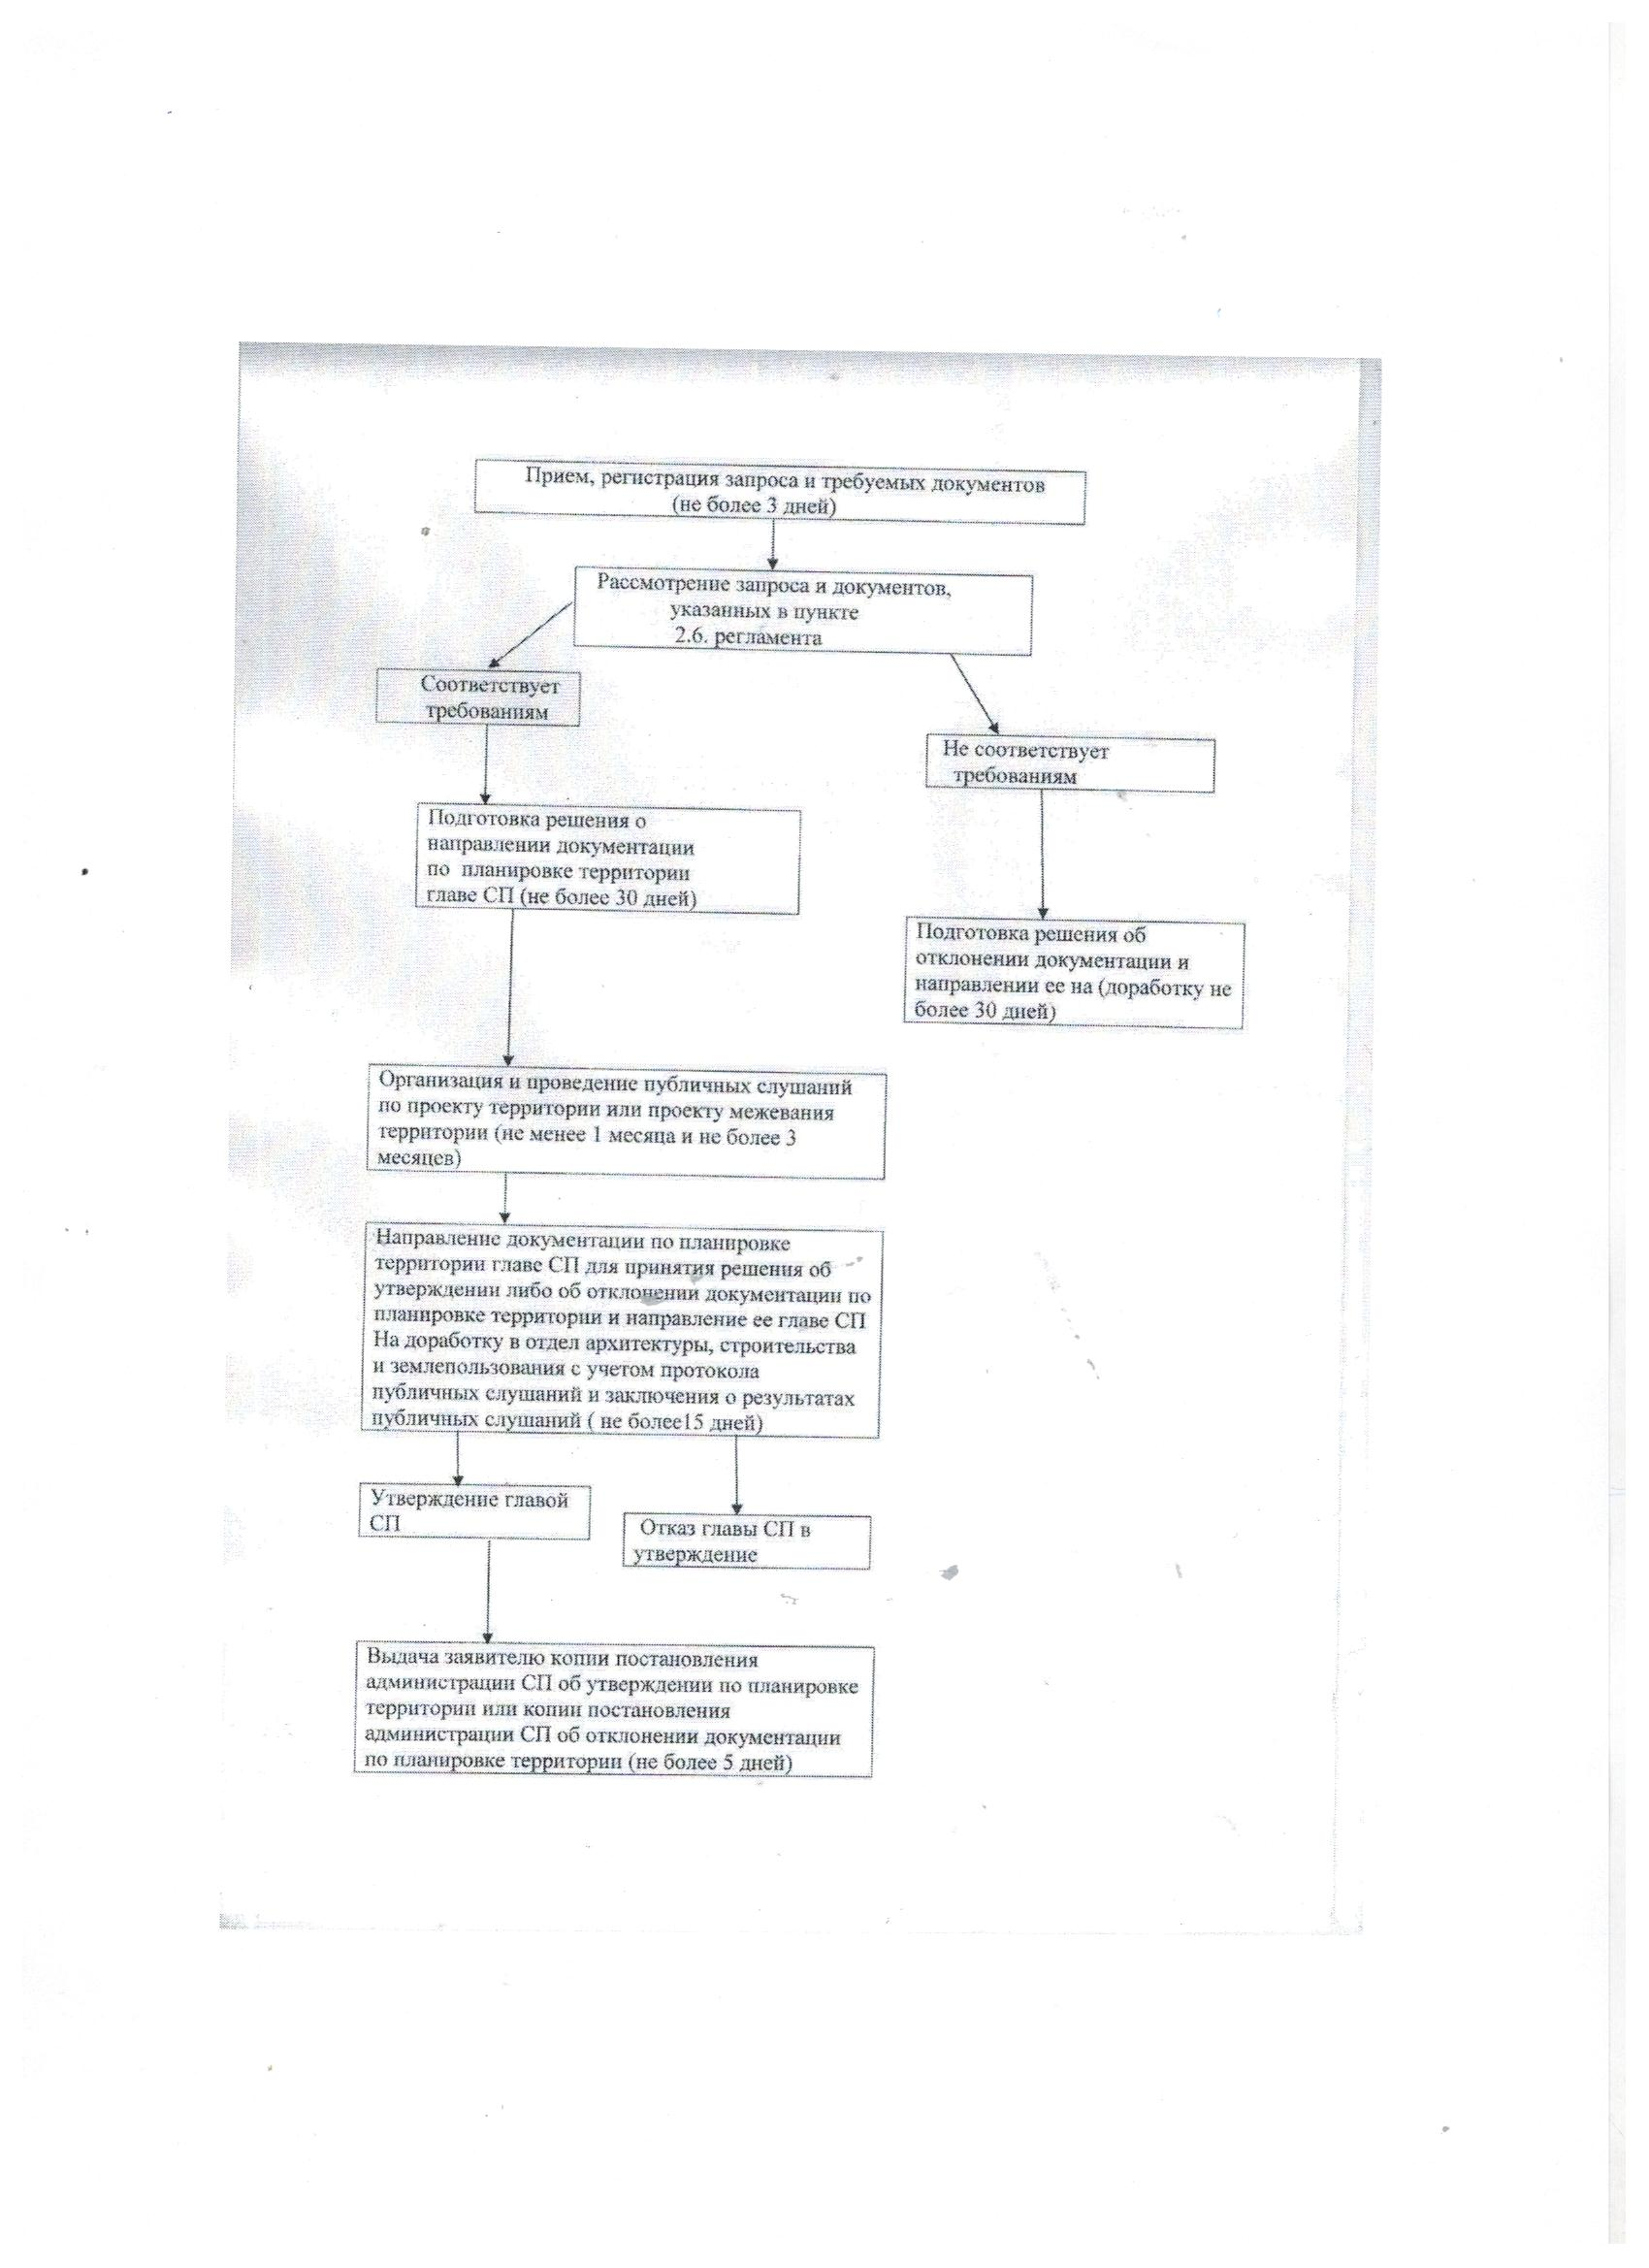 Прием, регистрация запроса и требуемых документов
(не более 3 дней)
Рассмотрение запроса и документов,
указанных в пункте
2.6. регламента
Соответствует
требованиям
Не соответствует
требованиям
Подготовка решения о
направлении документации
по планировке территории
главе СП (не более 30 дней)
Подготовка решения об
отклонении документации и
направлении ее на (доработку не
более 30 дней)
Организация и проведение публичных слушаний
по проекту территории или проекту межевания
территории (не менее 1 месяца и не более 3
месяцев)
Направление документации по планировке
территории главе СП для принятия решения об
утверждении либо об отклонении документации по
планировке территории и направление ее главе СП
На доработку в отдел архитектуры, строительства
и землепользования с учетом протокола
публичных слушаний и заключения о результатах
публичных слушаний ( не более15 дней)
Утверждение главой
СП
Отказ главы СП в
утверждение
Выдача заявителю копии постановления
администрации СП об утверждении по планировке
территории или копии постановления
администрации СП об отклонении документации
по планировке территории (не более 5 дней)